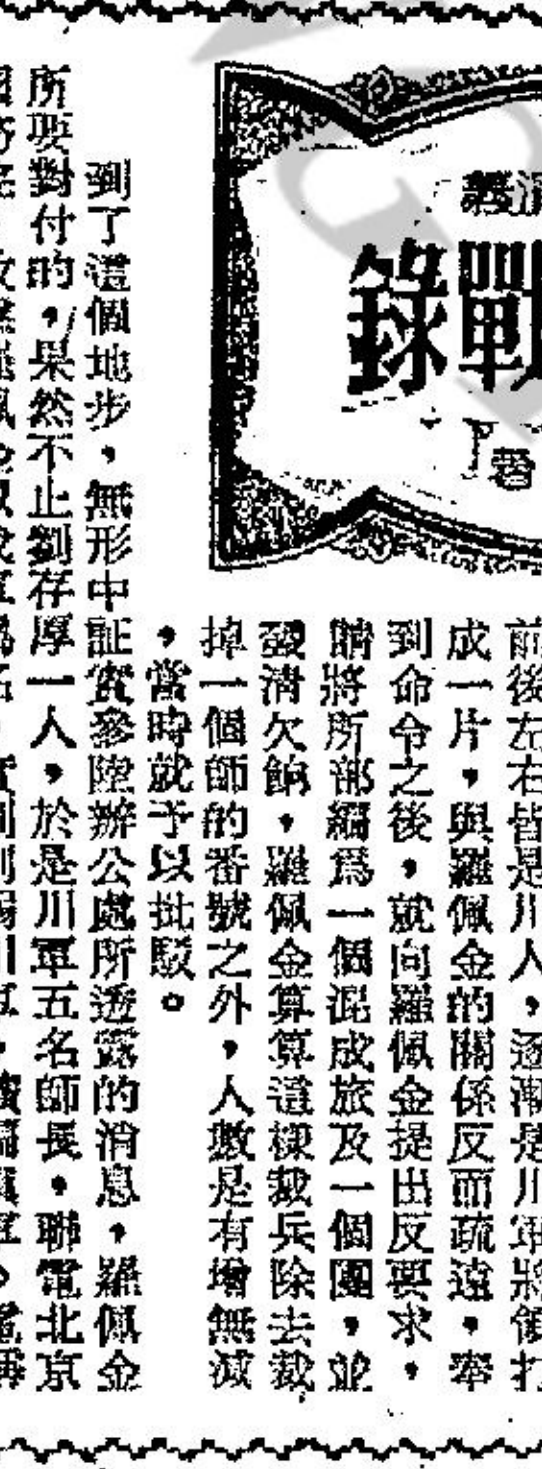 演義
戰錄
著
前後左右皆是川人，逐漸是川軍將領打
成一片，與羅佩金的關係反而疏遠。奉
到命令之後，就向羅佩金提出反要求，
請將所部編爲一個混成旅及一個團，並
發清欠餉，羅佩金算算這樣裁兵除去裁
掉一個師的番號之外，人數是有增無減
，當時就予以批駁。
到了這個地步，無形中証實參陸辦公處所透露的消息，羅佩金
所要對付的，果然不止劉存厚一人，於是川軍五名師長，聯電北京